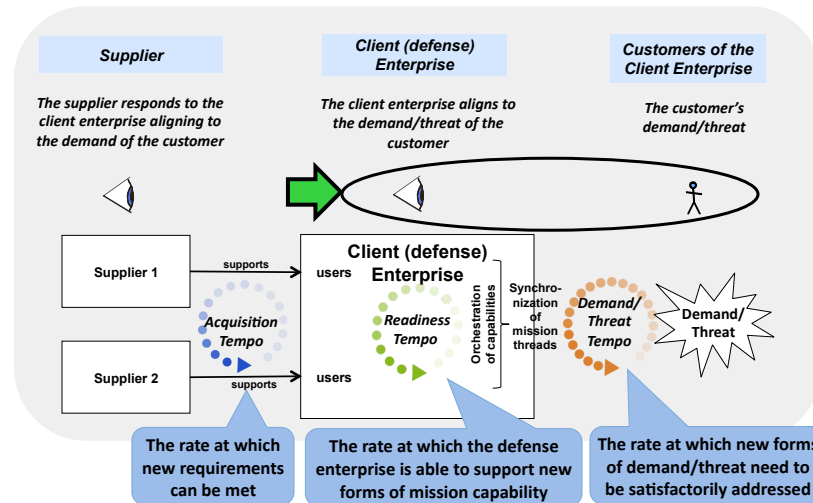 Supplier
Client (defense)
Enterprise
Customers of the
Client Enterprise
The supplier responds to the
client enterprise aligning to
the demand of the customer
The client enterprise aligns to
the demand/threat of the
customer
The customer's
demand/threat
Supplier 1
supports
users
Client (defense)
Enterprise
Acquisition
Tempo
Readiness
Tempo
Orchestration
of capabilities
Synchro-
nization
of
mission
threads
Demand/
Threat
Tempo
Demand/
Threat
Supplier 2
supports
users
The rate at which
new requirements
can be met
The rate at which the defense
enterprise is able to support new
forms of mission capability
The rate at which new forms
of demand/threat need to
be satisfactorily addressed